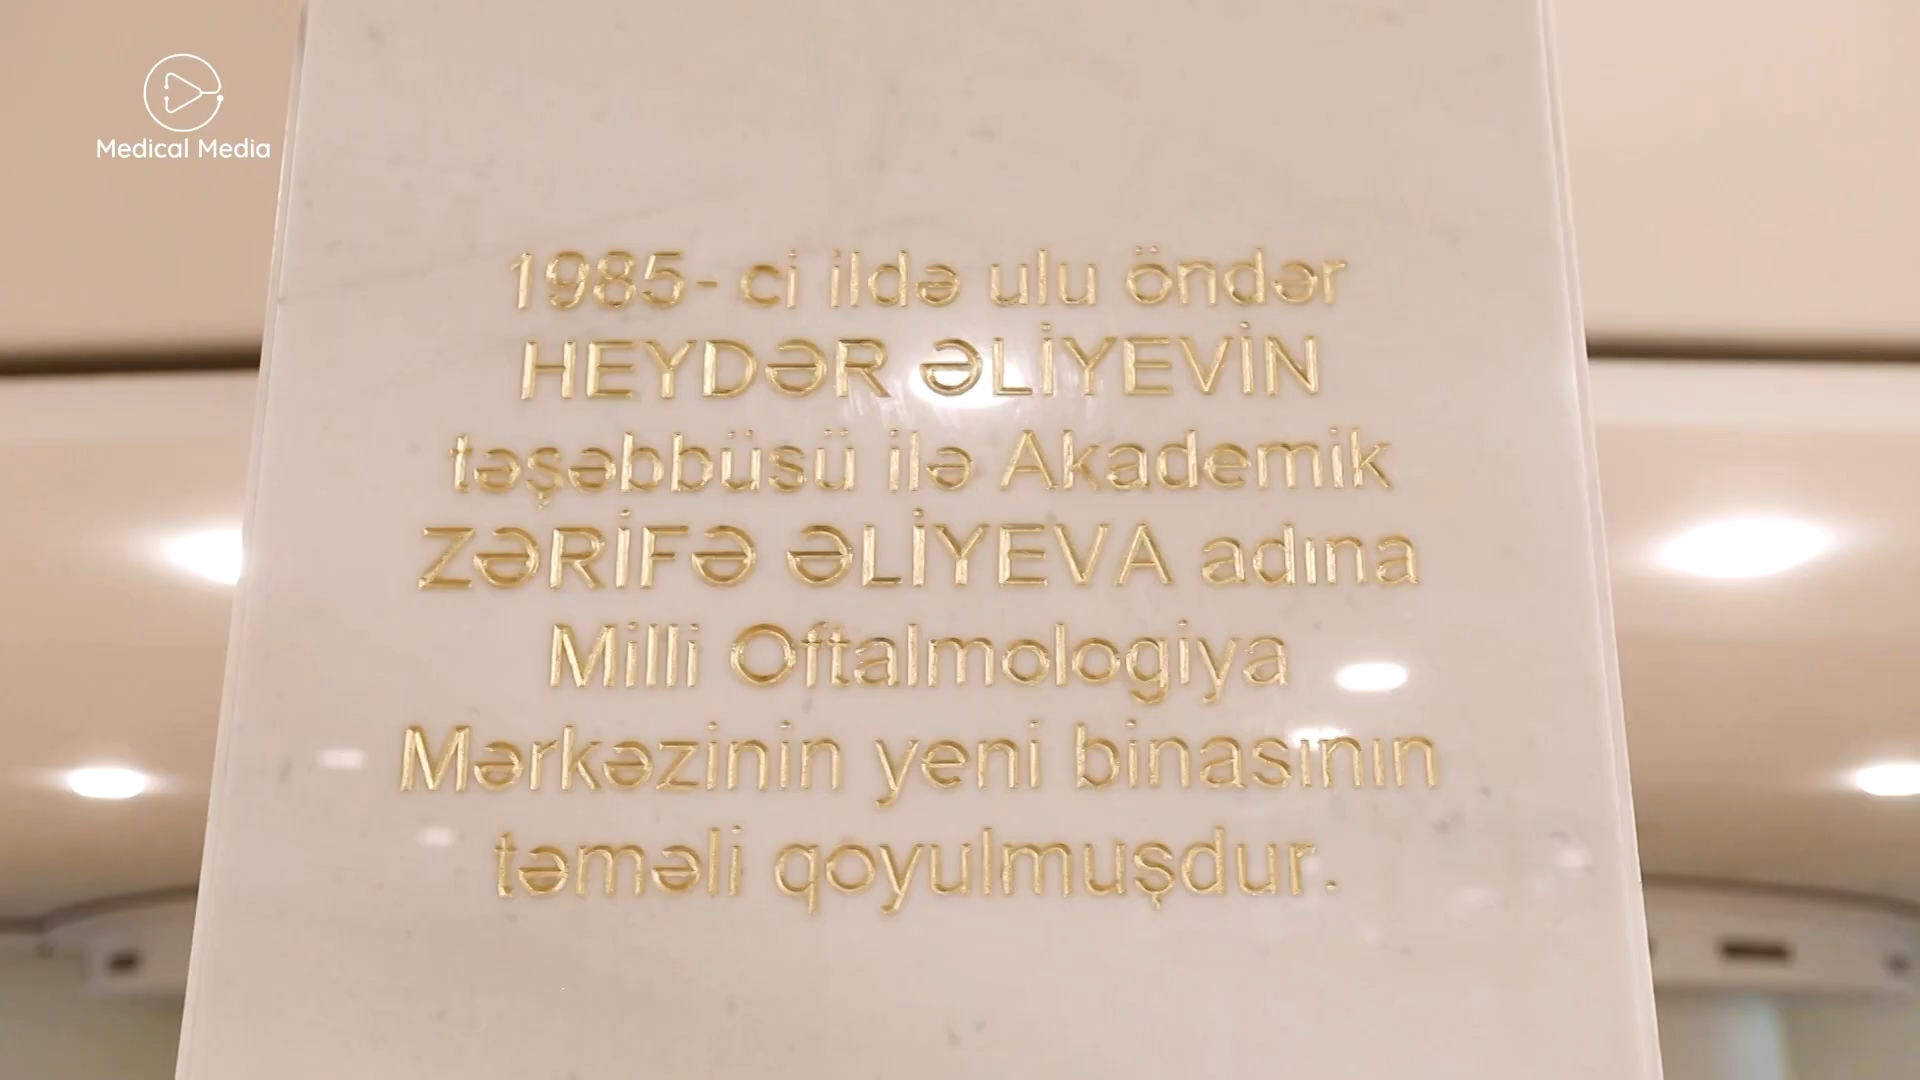 Medical Media
1985- ci ildə ulu öndər
HEYDƏR ƏLİYEVİN
təşəbbüsü ilə Akademik
ZƏRİFƏ ƏLİYEVA adına
Milli Oftalmologiya
Mərkəzinin yeni binasının
təməli qoyulmuşdur.